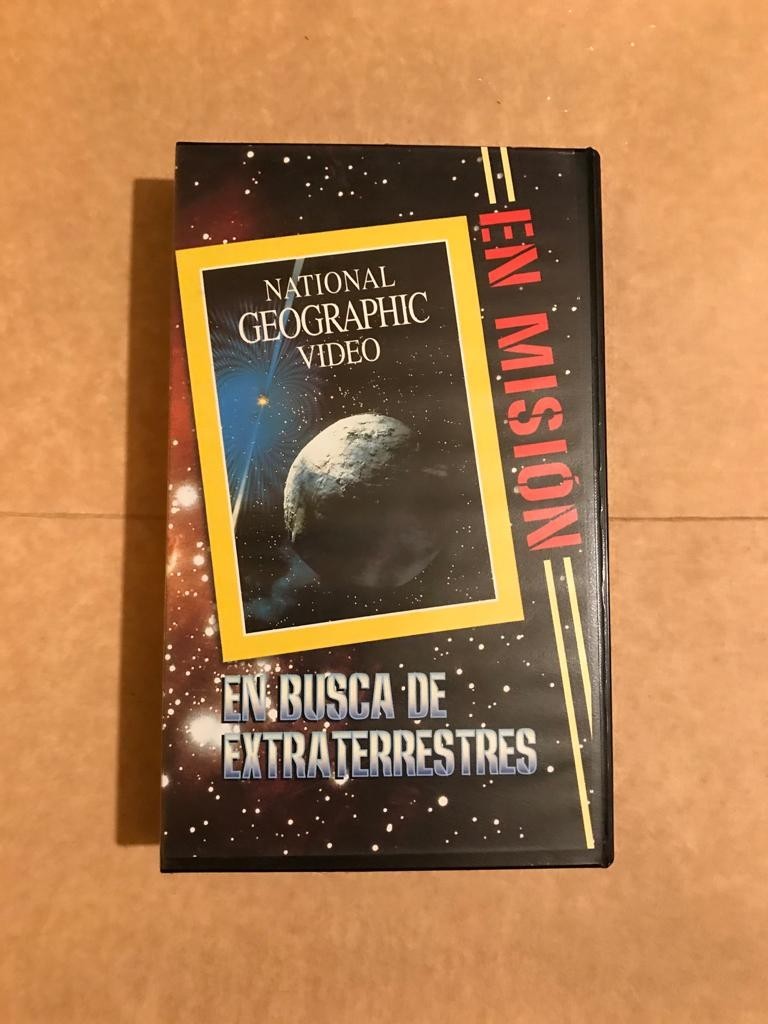 NATIONAL
GEOGRAPHIC
VIDEO
EN MISIÓN
EN BUSCA DE
EXTRATERRESTRES